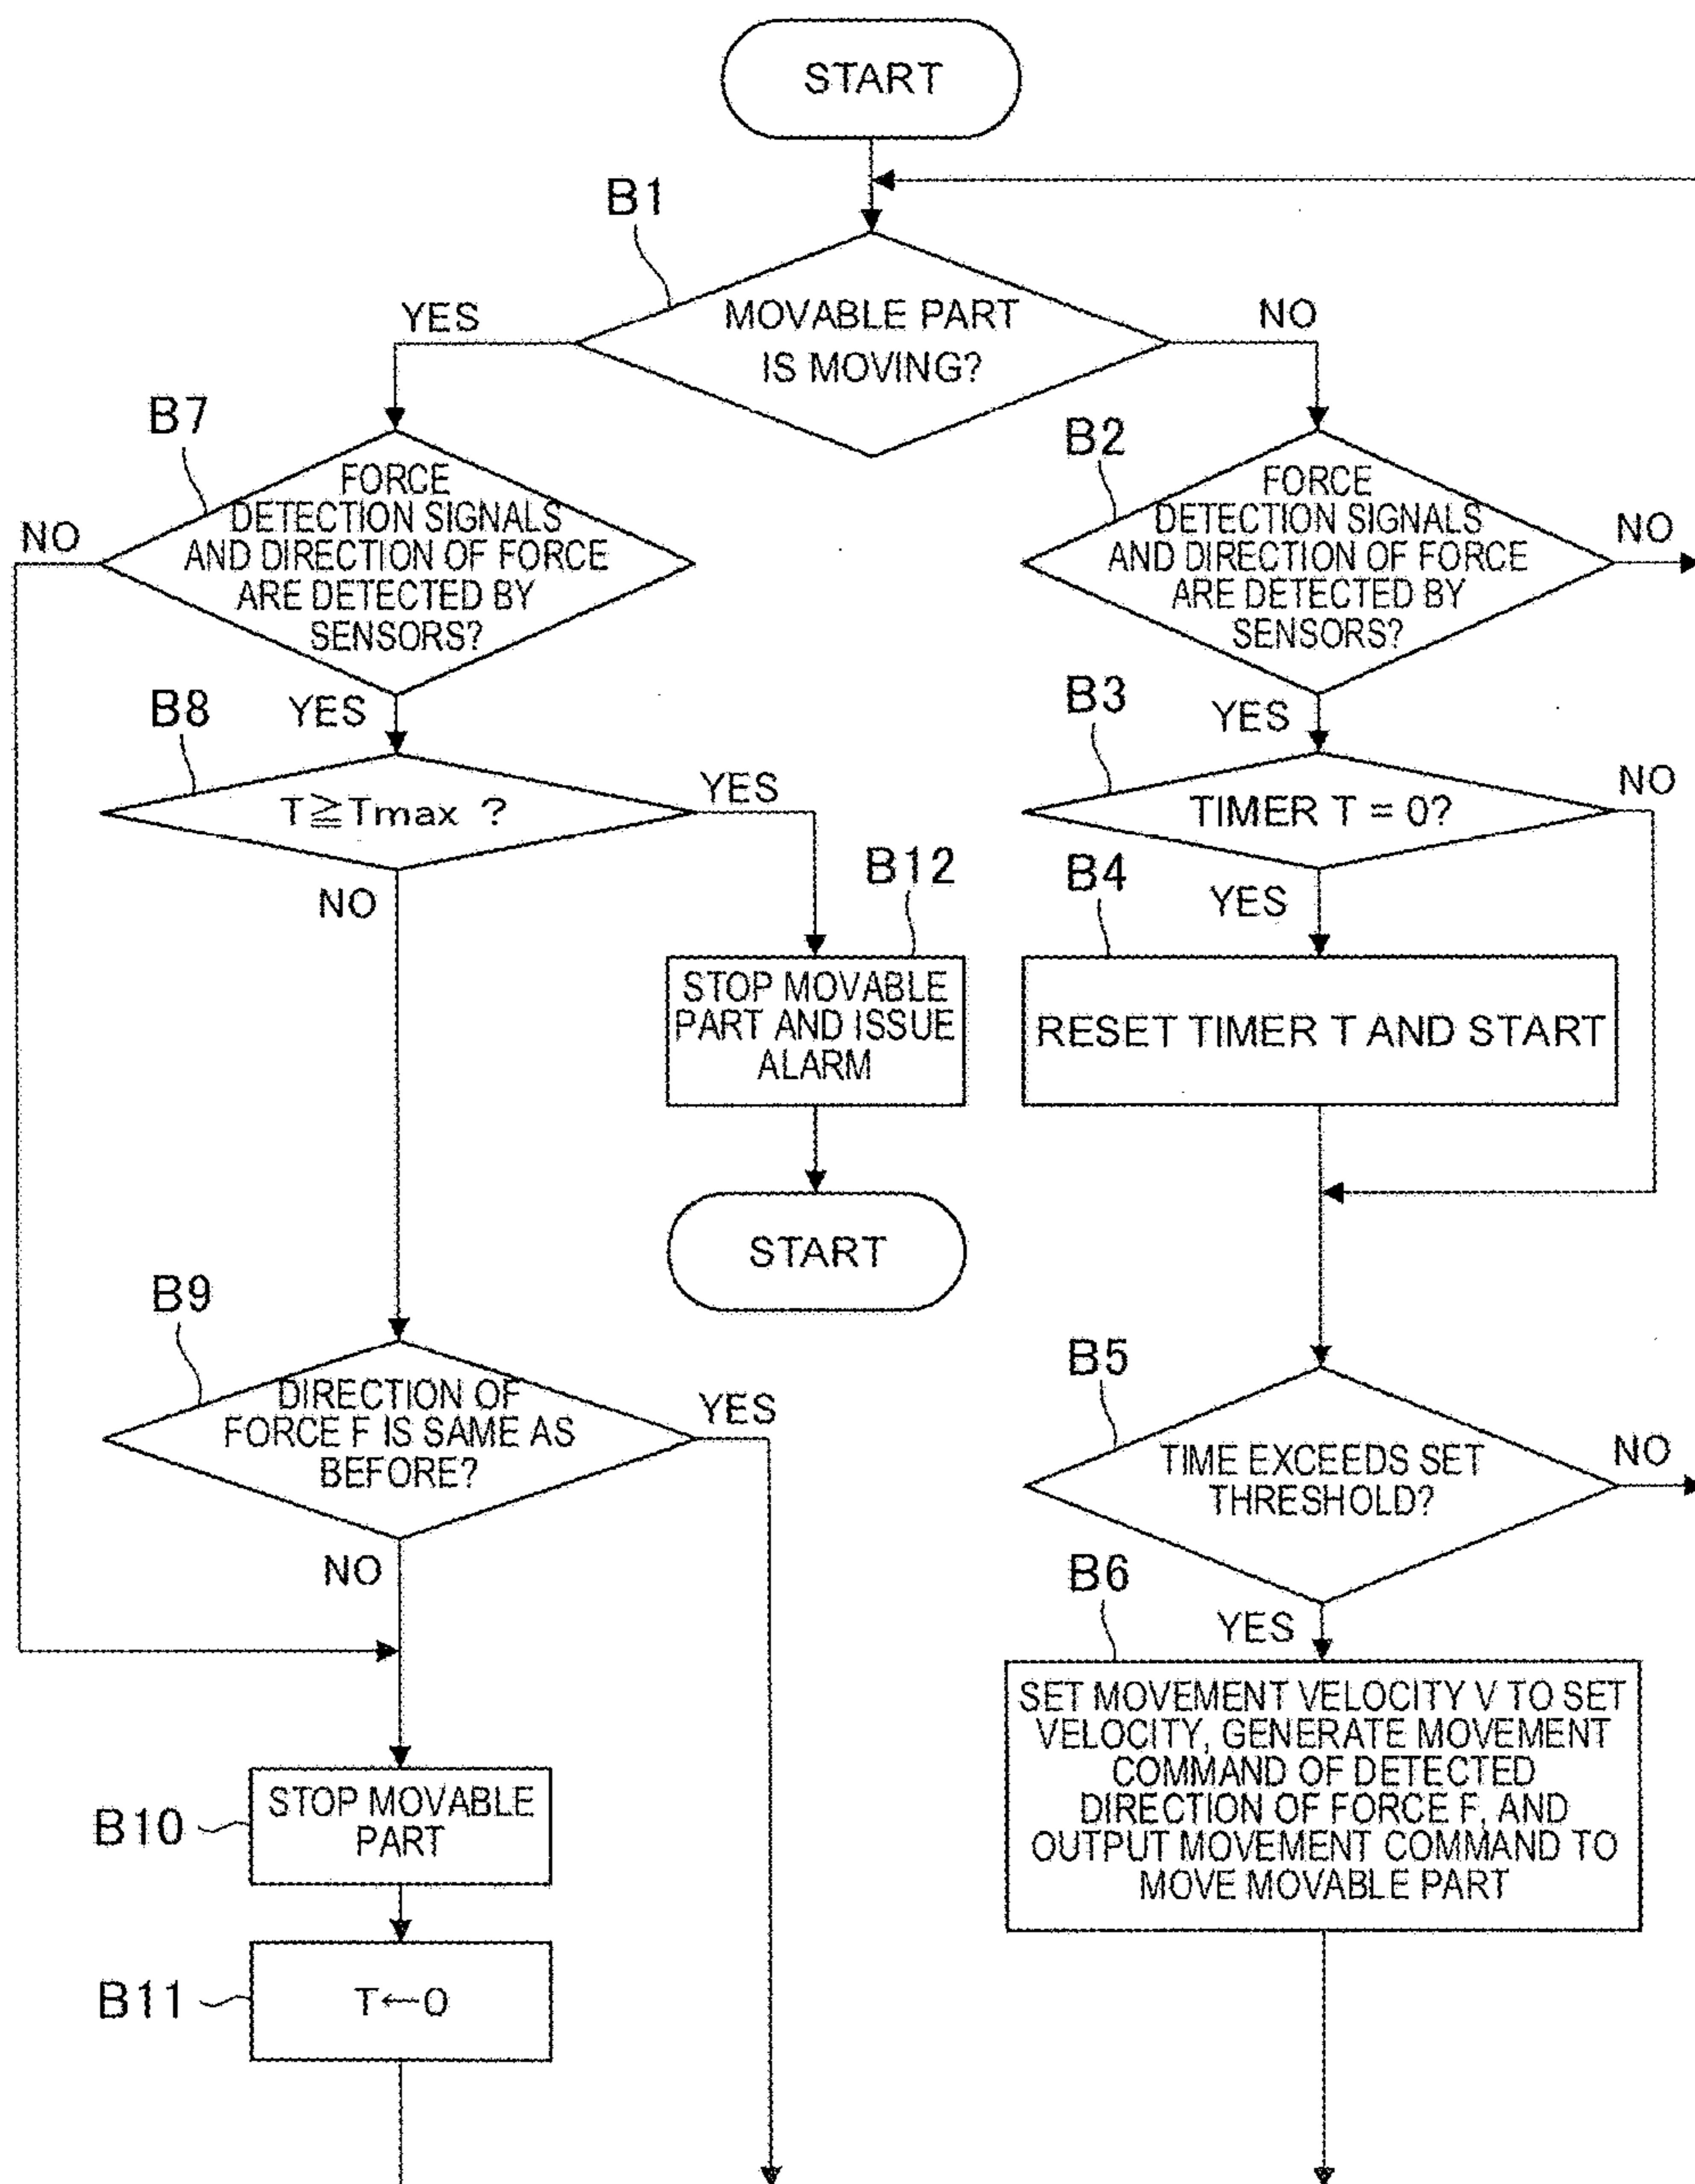 START
B1
MOVABLE PART
IS MOVING?
YES
NO
B7
FORCE
DETECTION SIGNALS
AND DIRECTION OF FORCE
ARE DETECTED BY
SENSORS?
NO
YES
B2
FORCE
DETECTION SIGNALS
AND DIRECTION OF FORCE
ARE DETECTED BY
SENSORS?
NO
YES
B8
T≧Tmax ?
YES
NO
B3
TIMER T = 0?
NO
YES
B12
STOP MOVABLE
PART AND ISSUE
ALARM
START
B4
RESET TIMER T AND START
B9
DIRECTION OF
FORCE F IS SAME AS
BEFORE?
YES
NO
B5
TIME EXCEEDS SET
THRESHOLD?
NO
YES
B6
SET MOVEMENT VELOCITY V TO SET
VELOCITY, GENERATE MOVEMENT
COMMAND OF DETECTED
DIRECTION OF FORCE F, AND
OUTPUT MOVEMENT COMMAND TO
MOVE MOVABLE PART
B10
STOP MOVABLE
PART
B11
T←0